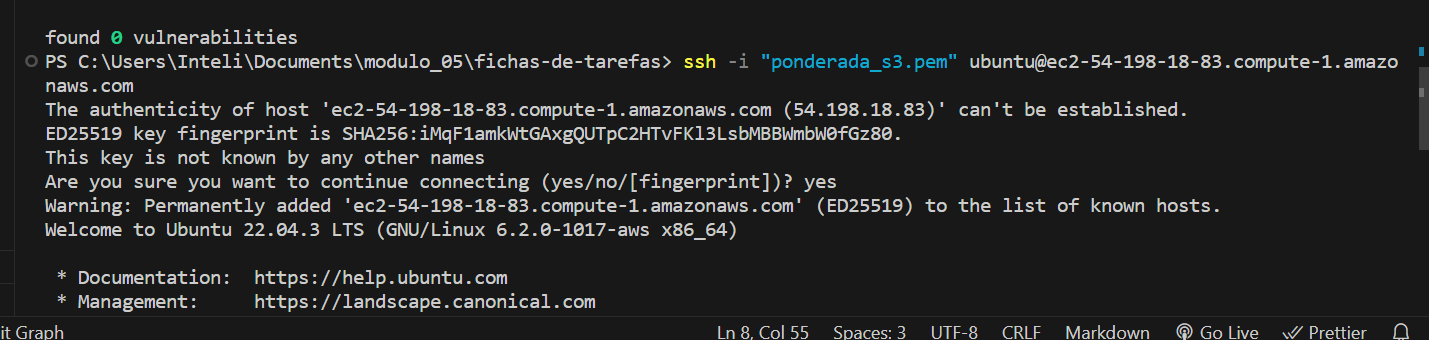 found 0 vulnerabilities
PS C:\Users\Inteli\Documents\modulo_05\fichas-de-tarefas> ssh -i "ponderada_s3.pem" ubuntu@ec2-54-198-18-83.compute-1.amazo
naws.com
The authenticity of host 'ec2-54-198-18-83.compute-1.amazonaws.com (54.198.18.83)' can't be established.
ED25519 key fingerprint is SHA256:iMqF1amkWtGAxgQUTpC2HTvFKl3LsbMBBWmbW0fGz80.
This key is not known by any other names
Are you sure you want to continue connecting (yes/no/[fingerprint])? yes
Warning: Permanently added 'ec2-54-198-18-83.compute-1.amazonaws.com' (ED25519) to the list of known hosts.
Welcome to Ubuntu 22.04.3 LTS (GNU/Linux 6.2.0-1017-aws x86_64)
* Documentation:  https://help.ubuntu.com
* Management:     https://landscape.canonical.com
it Graph Ln 8, Col 55 Spaces: 3 UTF-8 CRLF Markdown Go Live Prettier